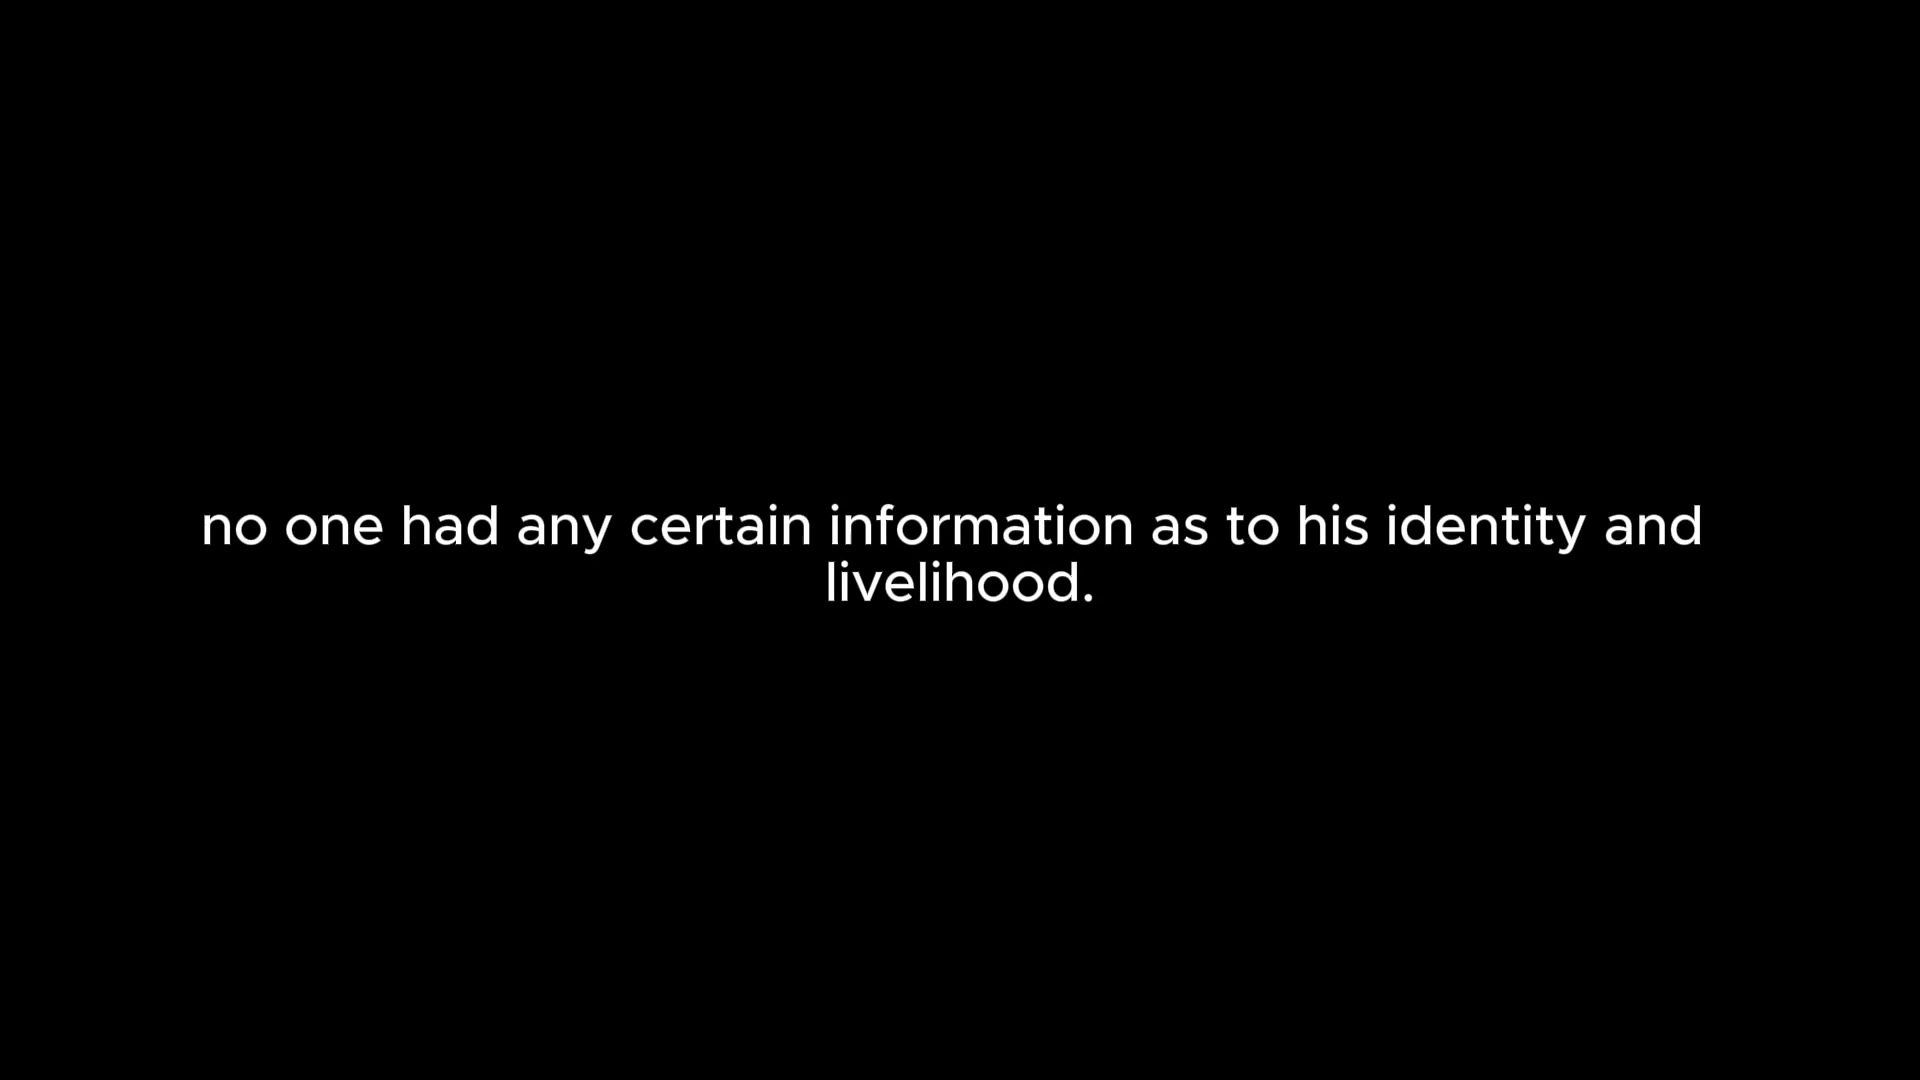 no one had any certain information as to his identity and
livelihood.